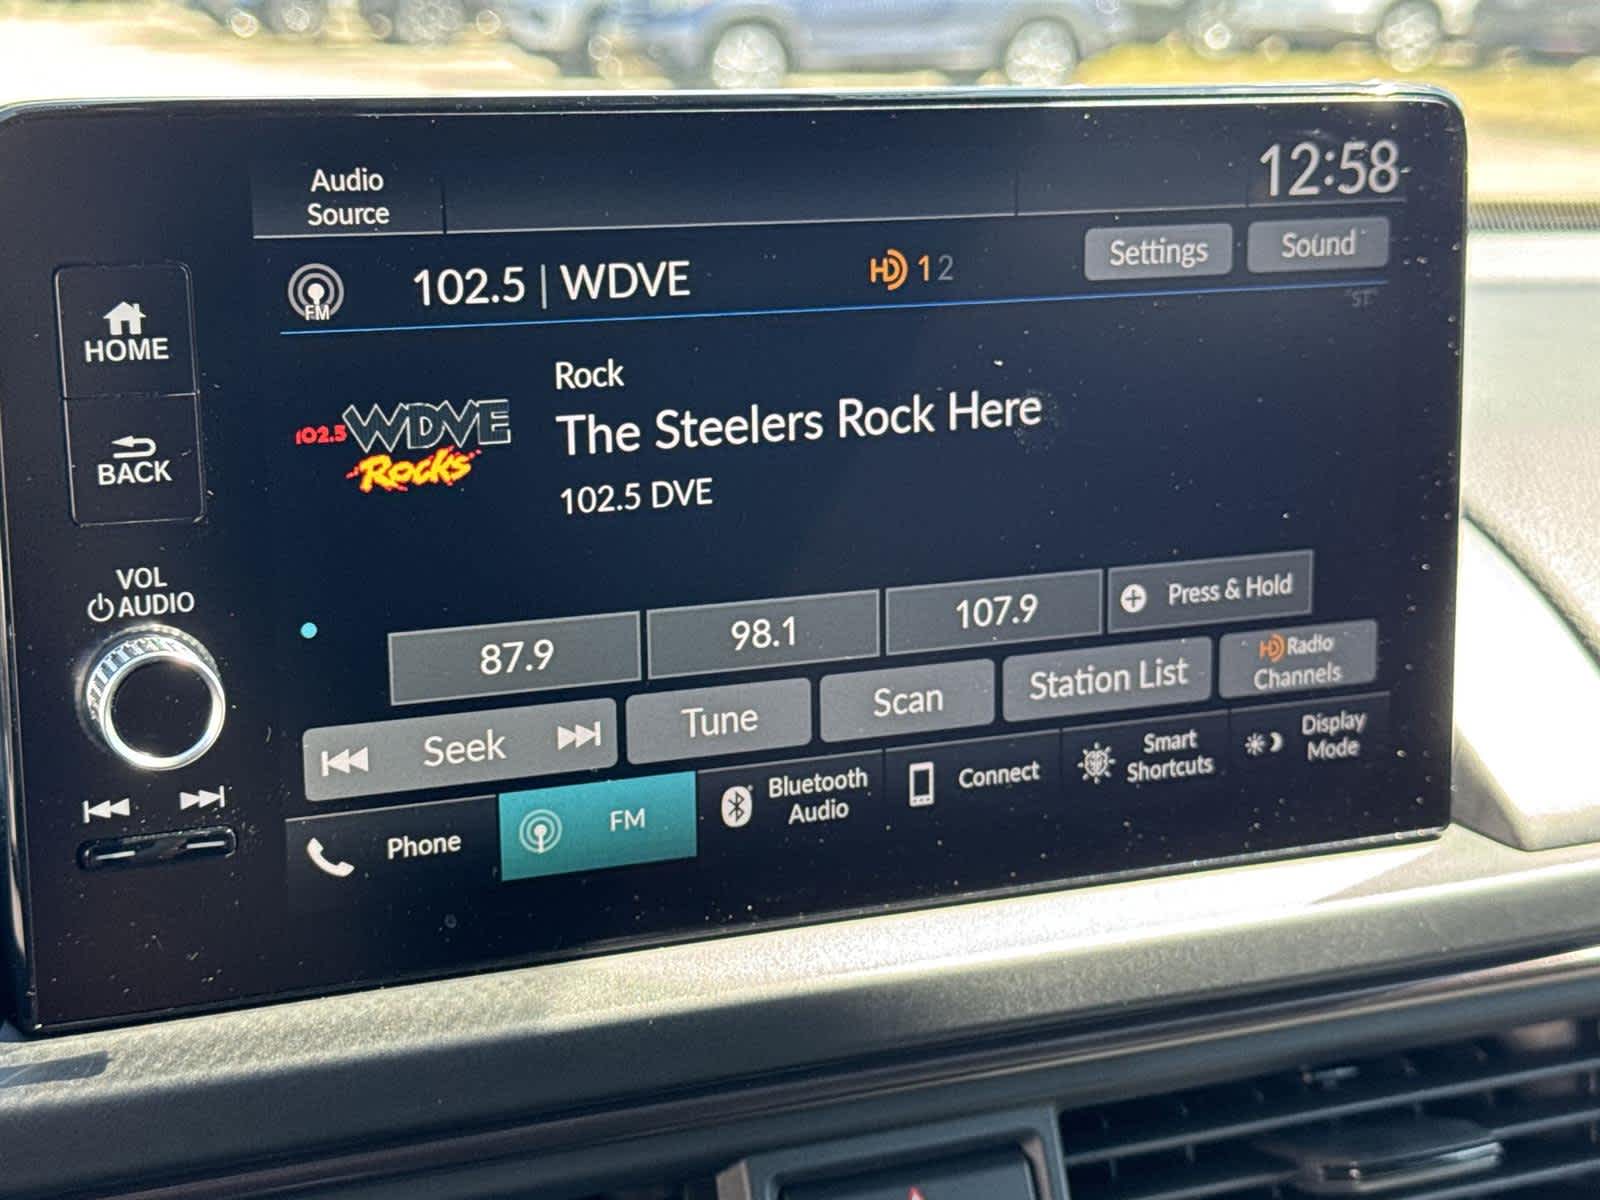 Audio
Source
12:58
FM
102.5 | WDVE
HD 1 2
Settings
Sound
ST
HOME
BACK
VOL
AUDIO
Rock
102.5 WDVE
Rocks
The Steelers Rock Here
102.5 DVE
87.9
98.1
107.9
Press & Hold
Seek
Tune
Scan
Station List
HD Radio
Channels
Phone
FM
Bluetooth
Audio
Connect
Smart
Shortcuts
Display
Mode